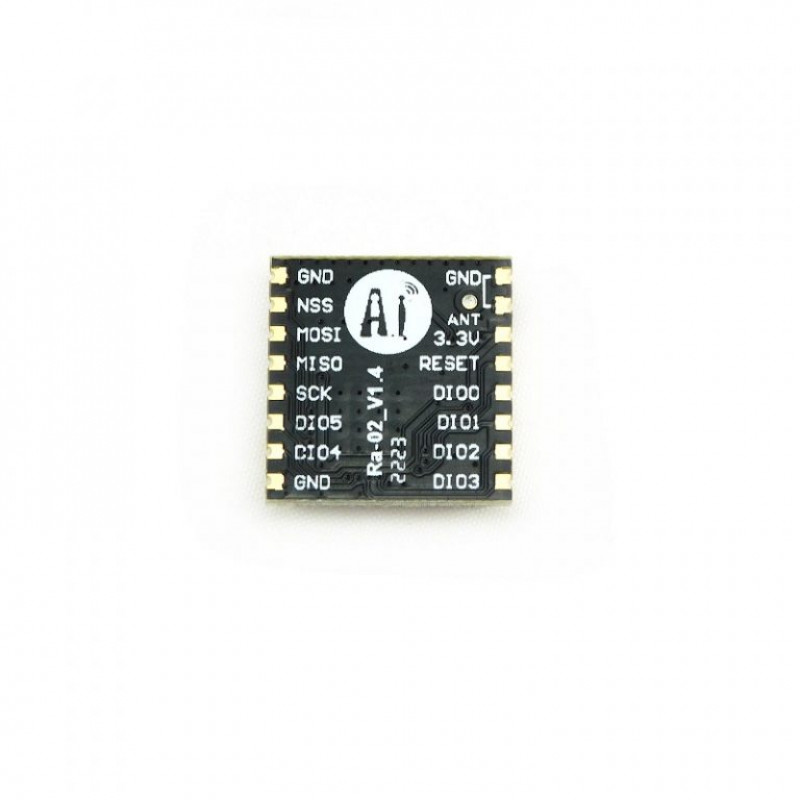 GND GND
NSS Ai
ANT
MOSI 3.3V
MISO RESET
SCK DIO0
DIO5 DIO1
DIO4 DIO2
GND DIO3
Ra-02_V1.4
2223